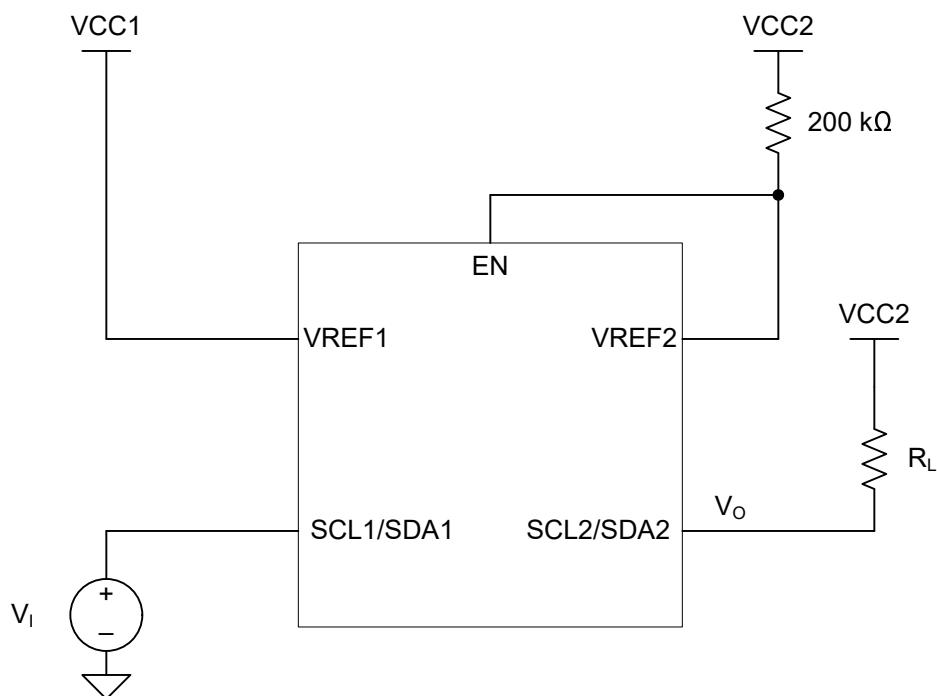 VCC1
VCC2
200 kΩ
EN
VREF1
VREF2
VCC2
R_L
V_O
SCL1/SDA1
SCL2/SDA2
V_I
+
–